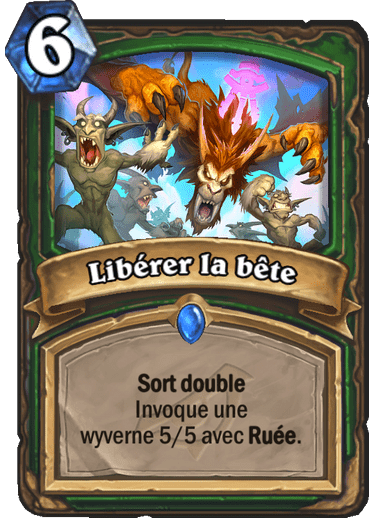 6
Libérer la bête
Sort double
Invoque une
wyverne 5/5 avec Ruée.